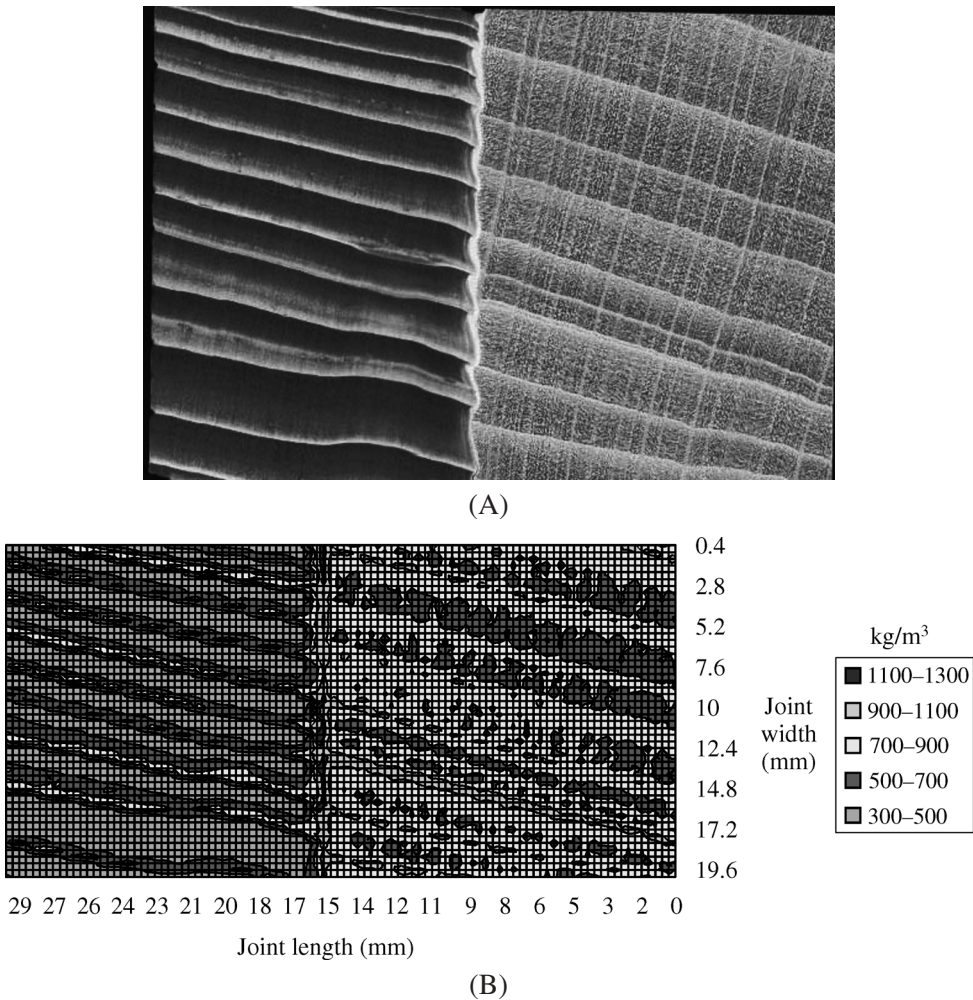 (A)
0.4
2.8
5.2
7.6
10
12.4
14.8
17.2
19.6
Joint
width
(mm)
kg/m³
1100–1300
900–1100
700–900
500–700
300–500
29 27 26 24 23 21 20 18 17 15 14 12 11 9 8 6 5 3 2 0
Joint length (mm)
(B)